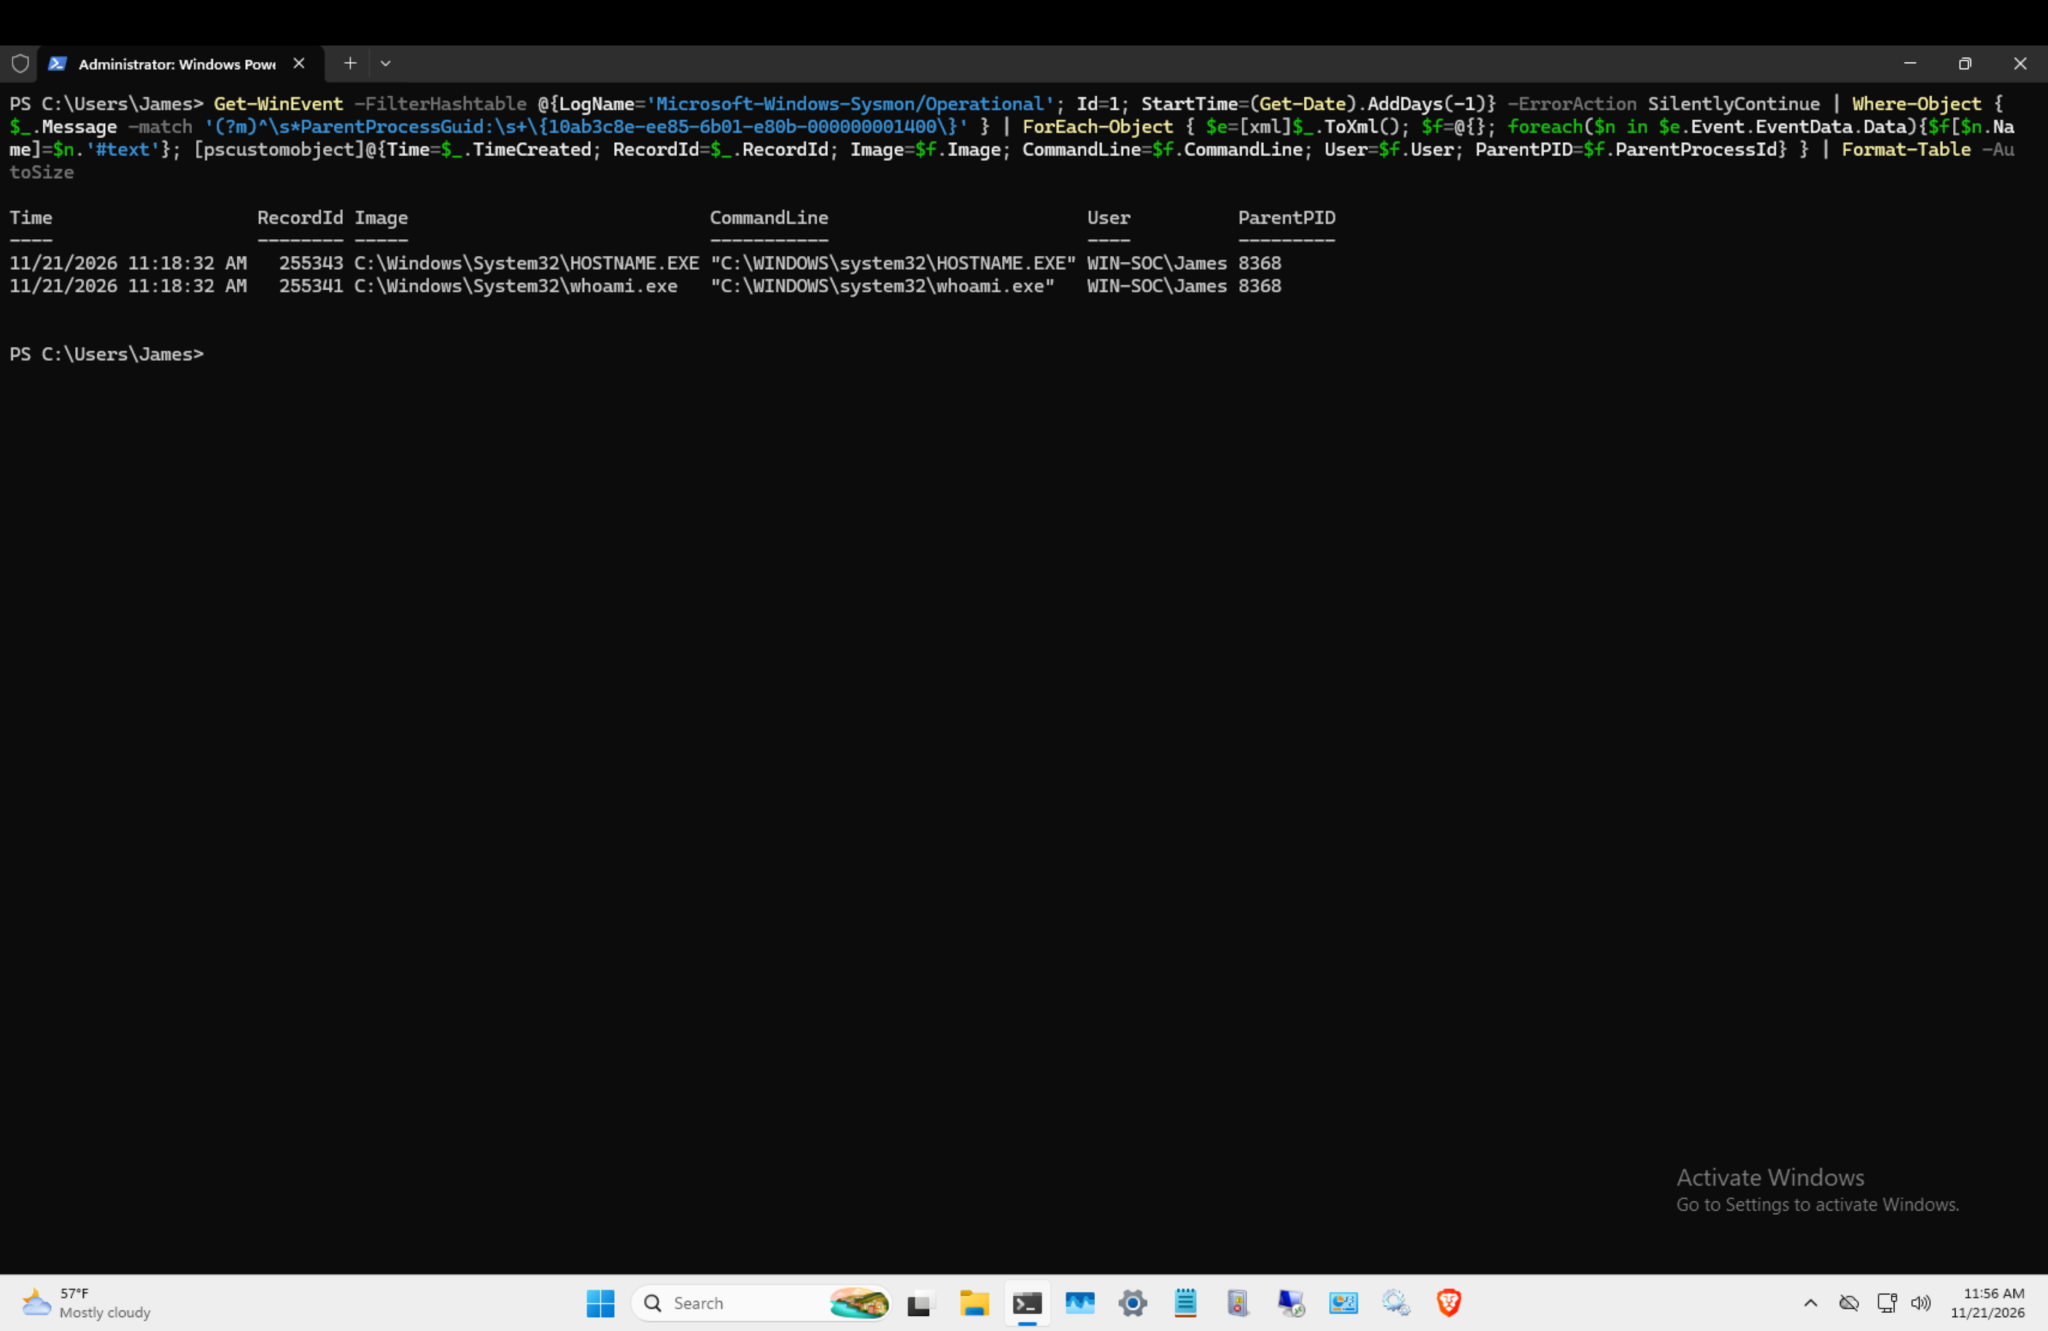 Administrator: Windows Powe
PS C:\Users\James> Get-WinEvent -FilterHashtable @{LogName='Microsoft-Windows-Sysmon/Operational'; Id=1; StartTime=(Get-Date).AddDays(-1)} -ErrorAction SilentlyContinue | Where-Object {
$_.Message -match '(?m)^\s*ParentProcessGuid:\s+\{10ab3c8e-ee85-6b01-e80b-000000001400\}' } | ForEach-Object { $e=[xml]$_.ToXml(); $f=@{}; foreach($n in $e.Event.EventData.Data){$f[$n.Na
me]=$n.'#text'}; [pscustomobject]@{Time=$_.TimeCreated; RecordId=$_.RecordId; Image=$f.Image; CommandLine=$f.CommandLine; User=$f.User; ParentPID=$f.ParentProcessId} } | Format-Table -Au
toSize
Time RecordId Image CommandLine User ParentPID
---- -------- ----- ----------- ---- ---------
11/21/2026 11:18:32 AM 255343 C:\Windows\System32\HOSTNAME.EXE "C:\WINDOWS\system32\HOSTNAME.EXE" WIN-SOC\James 8368
11/21/2026 11:18:32 AM 255341 C:\Windows\System32\whoami.exe "C:\WINDOWS\system32\whoami.exe" WIN-SOC\James 8368
PS C:\Users\James>
Activate Windows
Go to Settings to activate Windows.
57°F
Mostly cloudy
Search
11:56 AM
11/21/2026